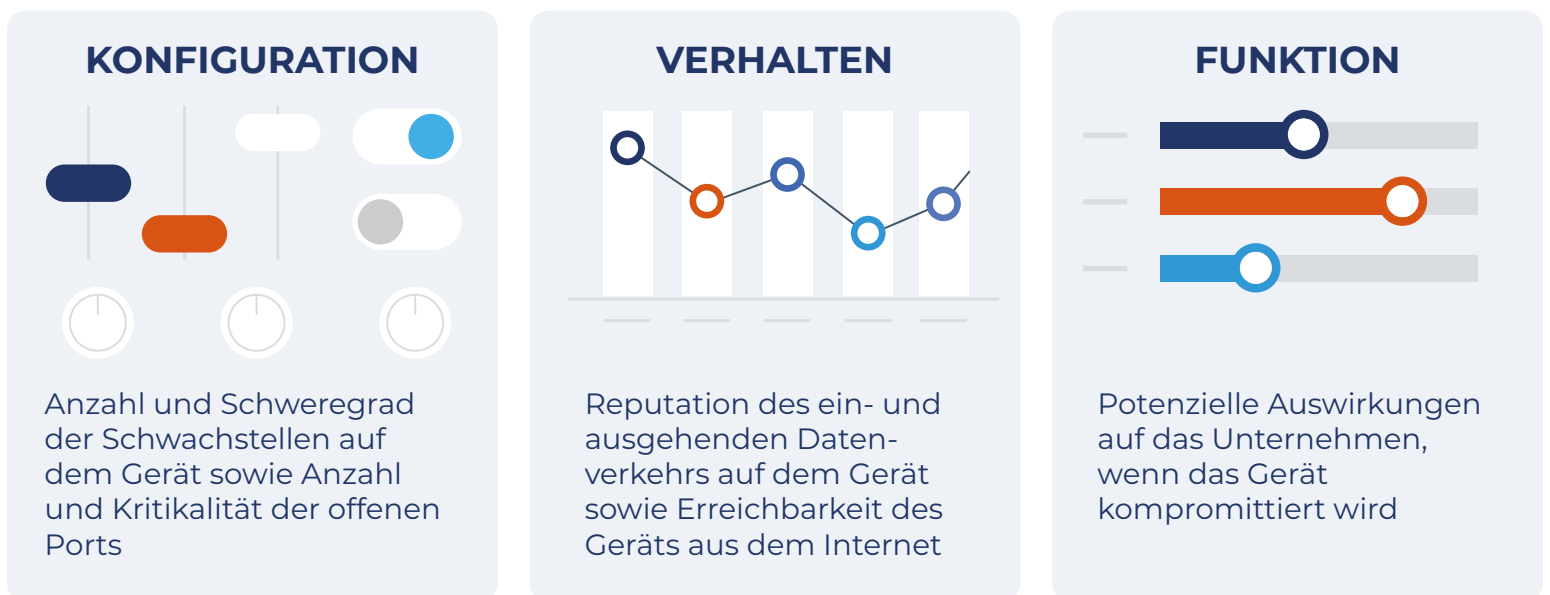 KONFIGURATION
Anzahl und Schweregrad
der Schwachstellen auf
dem Gerät sowie Anzahl
und Kritikalität der offenen
Ports
VERHALTEN
Reputation des ein- und
ausgehenden Daten-
verkehrs auf dem Gerät
sowie Erreichbarkeit des
Geräts aus dem Internet
FUNKTION
Potenzielle Auswirkungen
auf das Unternehmen,
wenn das Gerät
kompromittiert wird